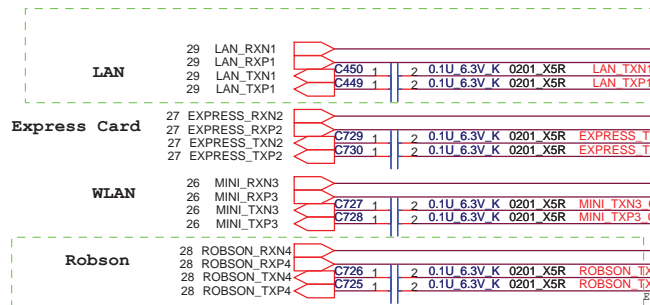 29 LAN_RXN1
29 LAN_RXP1
LAN 29 LAN_TXN1 C450 1 2 0.1U_6.3V_K 0201_X5R LAN_TXN1
29 LAN_TXP1 C449 1 2 0.1U_6.3V_K 0201_X5R LAN_TXP1
Express Card 27 EXPRESS_RXN2
27 EXPRESS_RXP2
27 EXPRESS_TXN2 C729 1 2 0.1U_6.3V_K 0201_X5R EXPRESS_T
27 EXPRESS_TXP2 C730 1 2 0.1U_6.3V_K 0201_X5R EXPRESS_T
WLAN 26 MINI_RXN3
26 MINI_RXP3
26 MINI_TXN3 C727 1 2 0.1U_6.3V_K 0201_X5R MINI_TXN3_
26 MINI_TXP3 C728 1 2 0.1U_6.3V_K 0201_X5R MINI_TXP3_
Robson 28 ROBSON_RXN4
28 ROBSON_RXP4
28 ROBSON_TXN4 C726 1 2 0.1U_6.3V_K 0201_X5R ROBSON_TX
28 ROBSON_TXP4 C725 1 2 0.1U_6.3V_K 0201_X5R ROBSON_TX